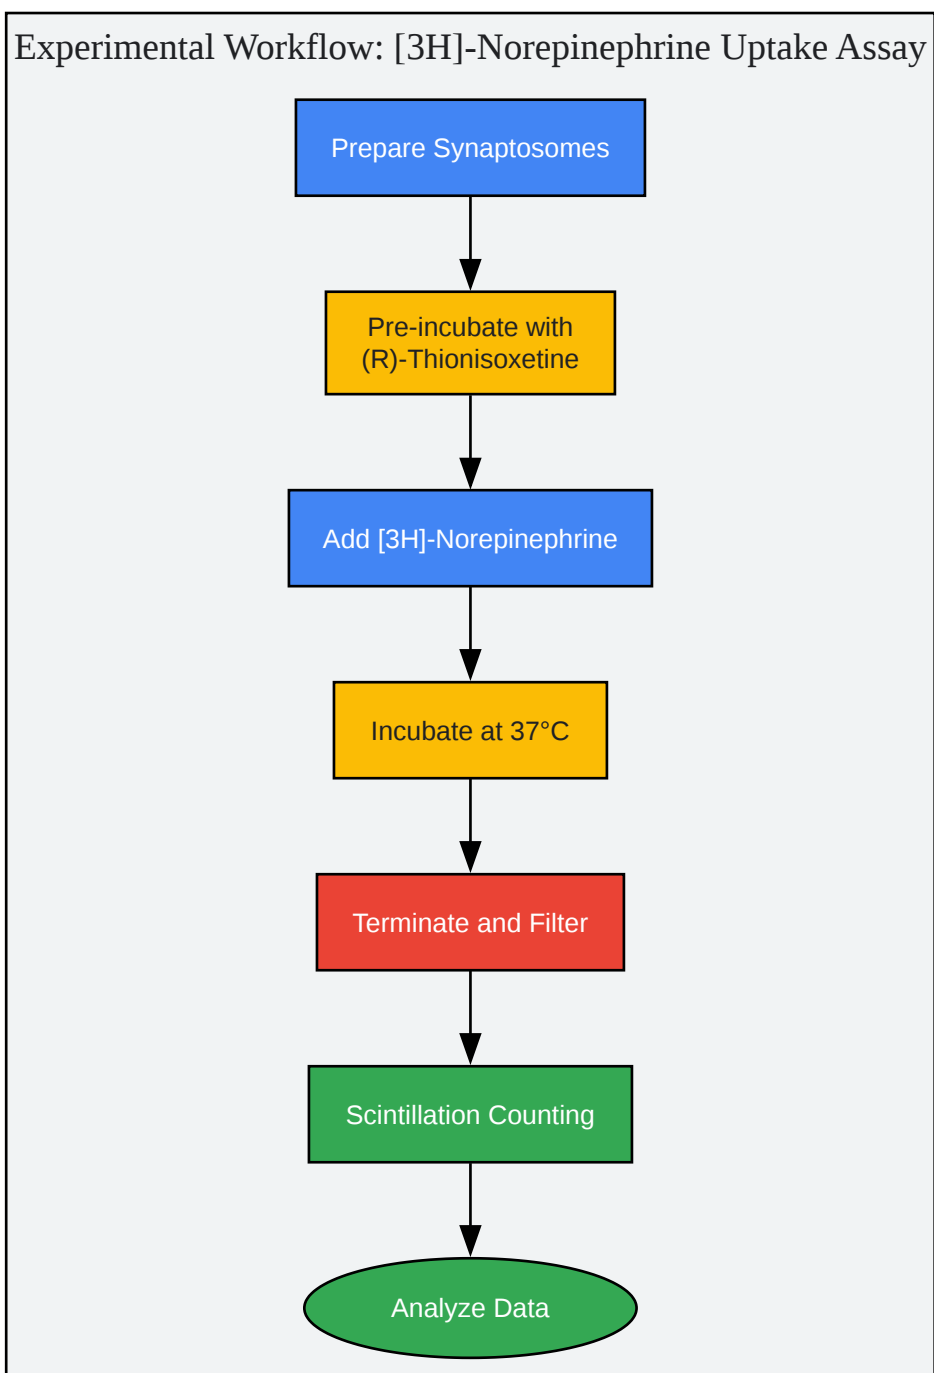 Experimental Workflow: [3H]-Norepinephrine Uptake Assay
Prepare Synaptosomes
Pre-incubate with
(R)-Thionisoxetine
Add [3H]-Norepinephrine
Incubate at 37°C
Terminate and Filter
Scintillation Counting
Analyze Data